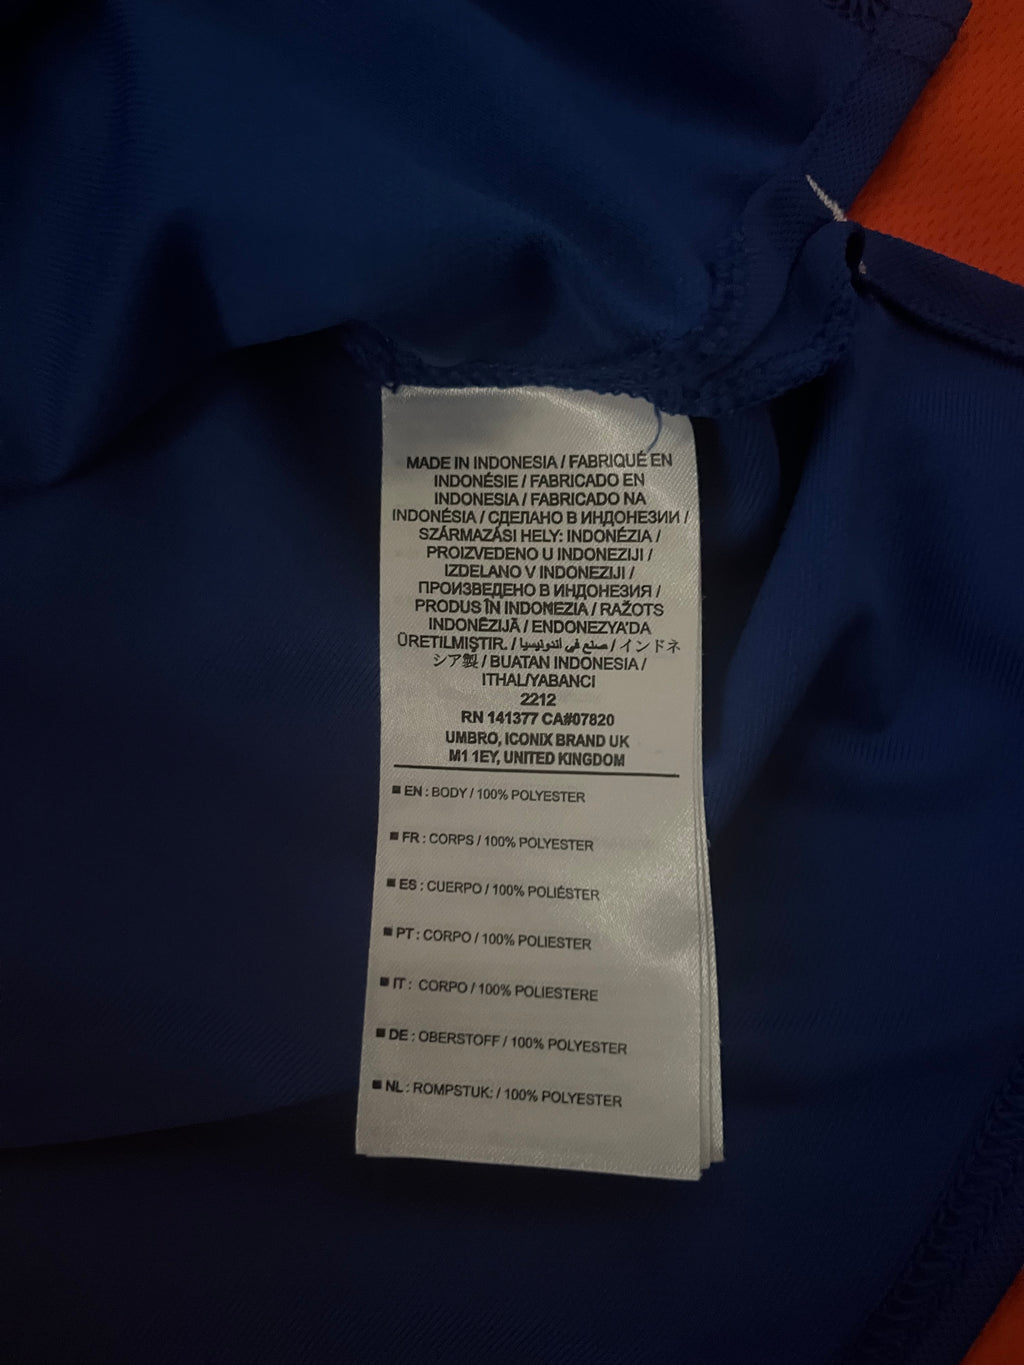 MADE IN INDONESIA / FABRIQUÉ EN
INDONÉSIE / FABRICADO EN
INDONESIA / FABRICADO NA
INDONÉSIA / СДЕЛАНО В ИНДОНЕЗИИ /
SZÁRMAZÁSI HELY: INDONÉZIA /
PROIZVEDENO U INDONEZIJI /
IZDELANO V INDONEZIJI /
ПРОИЗВЕДЕНО В ИНДОНЕЗИЯ /
PRODUS ÎN INDONEZIA / RAŽOTS
INDONĒZIJĀ / ENDONEZYA'DA
ÜRETILMIŞTIR. / صنع في أندونيسيا / インドネ
シア製 / BUATAN INDONESIA /
ITHAL/YABANCI
2212
RN 141377 CA#07820
UMBRO, ICONIX BRAND UK
M1 1EY, UNITED KINGDOM
■ EN : BODY / 100% POLYESTER
■ FR : CORPS / 100% POLYESTER
■ ES : CUERPO / 100% POLIÉSTER
■ PT : CORPO / 100% POLIESTER
■ IT : CORPO / 100% POLIESTERE
■ DE : OBERSTOFF / 100% POLYESTER
■ NL : ROMPSTUK: / 100% POLYESTER